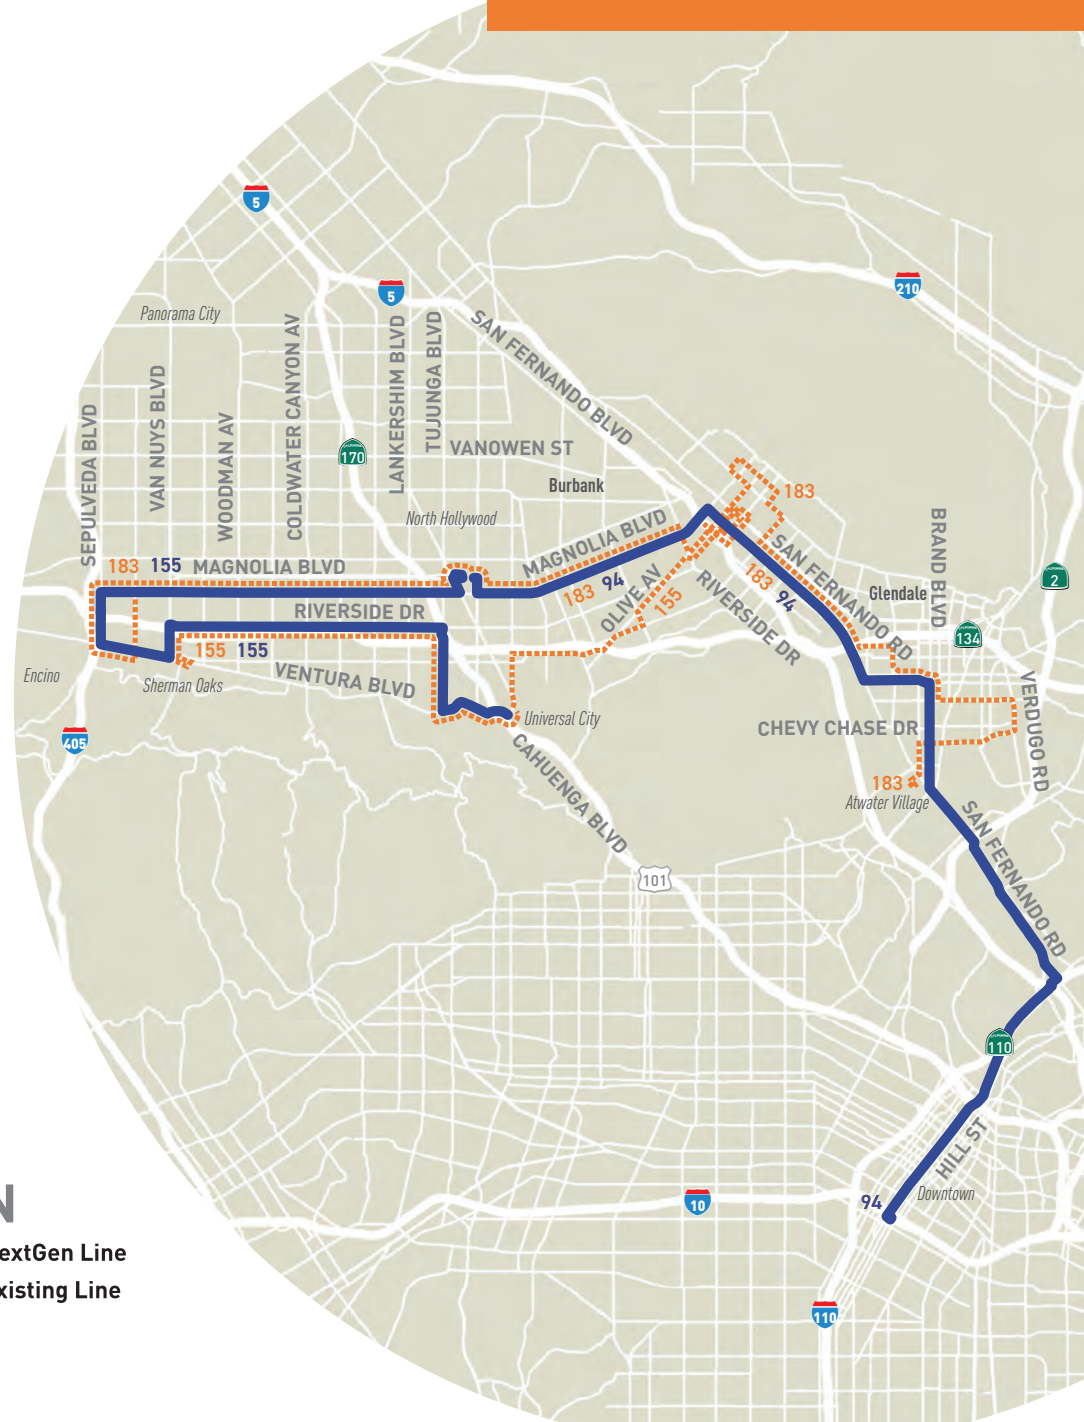 5
5
210
Panorama City
SAN FERNANDO BLVD
SEPULVEDA BLVD
VAN NUYS BLVD
WOODMAN AV
COLDWATER CANYON AV
LANKERSHIM BLVD
TUJUNGA BLVD
170
VANOWEN ST
Burbank
183
North Hollywood
MAGNOLIA BLVD
BRAND BLVD
183 155 MAGNOLIA BLVD
183 94
OLIVE AV
155
183 94
SAN FERNANDO RD
Glendale
2
RIVERSIDE DR
RIVERSIDE DR
134
155 155
Encino
Sherman Oaks
VENTURA BLVD
VERDUGO RD
405
Universal City
CHEVY CHASE DR
CAHUENGA BLVD
183
Atwater Village
SAN FERNANDO RD
101
110
HILL ST
Downtown
94
10
110
N
extGen Line
xisting Line